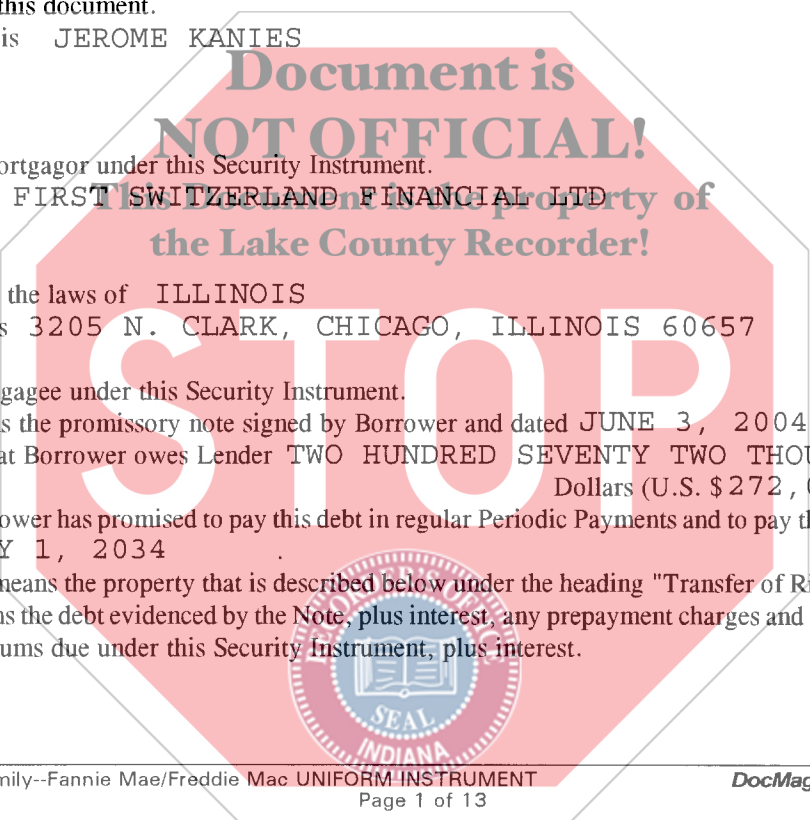 this document.
is JEROME KANIES
Document is
NOT OFFICIAL!
ortgagor under this Security Instrument.
FIRST SWITZERLAND FINANCIAL LTD
This Document is the property of
the Lake County Recorder!
the laws of ILLINOIS
s 3205 N. CLARK, CHICAGO, ILLINOIS 60657
STOP
gagee under this Security Instrument.
s the promissory note signed by Borrower and dated JUNE 3, 2004
at Borrower owes Lender TWO HUNDRED SEVENTY TWO THOU
Dollars (U.S. $272,0
ower has promised to pay this debt in regular Periodic Payments and to pay th
Y 1, 2034 .
means the property that is described below under the heading "Transfer of Ri
ns the debt evidenced by the Note, plus interest, any prepayment charges and
ums due under this Security Instrument, plus interest.
RECORDER'S OFFICE
SEAL
INDIANA
mily--Fannie Mae/Freddie Mac UNIFORM INSTRUMENT
DocMag
Page 1 of 13